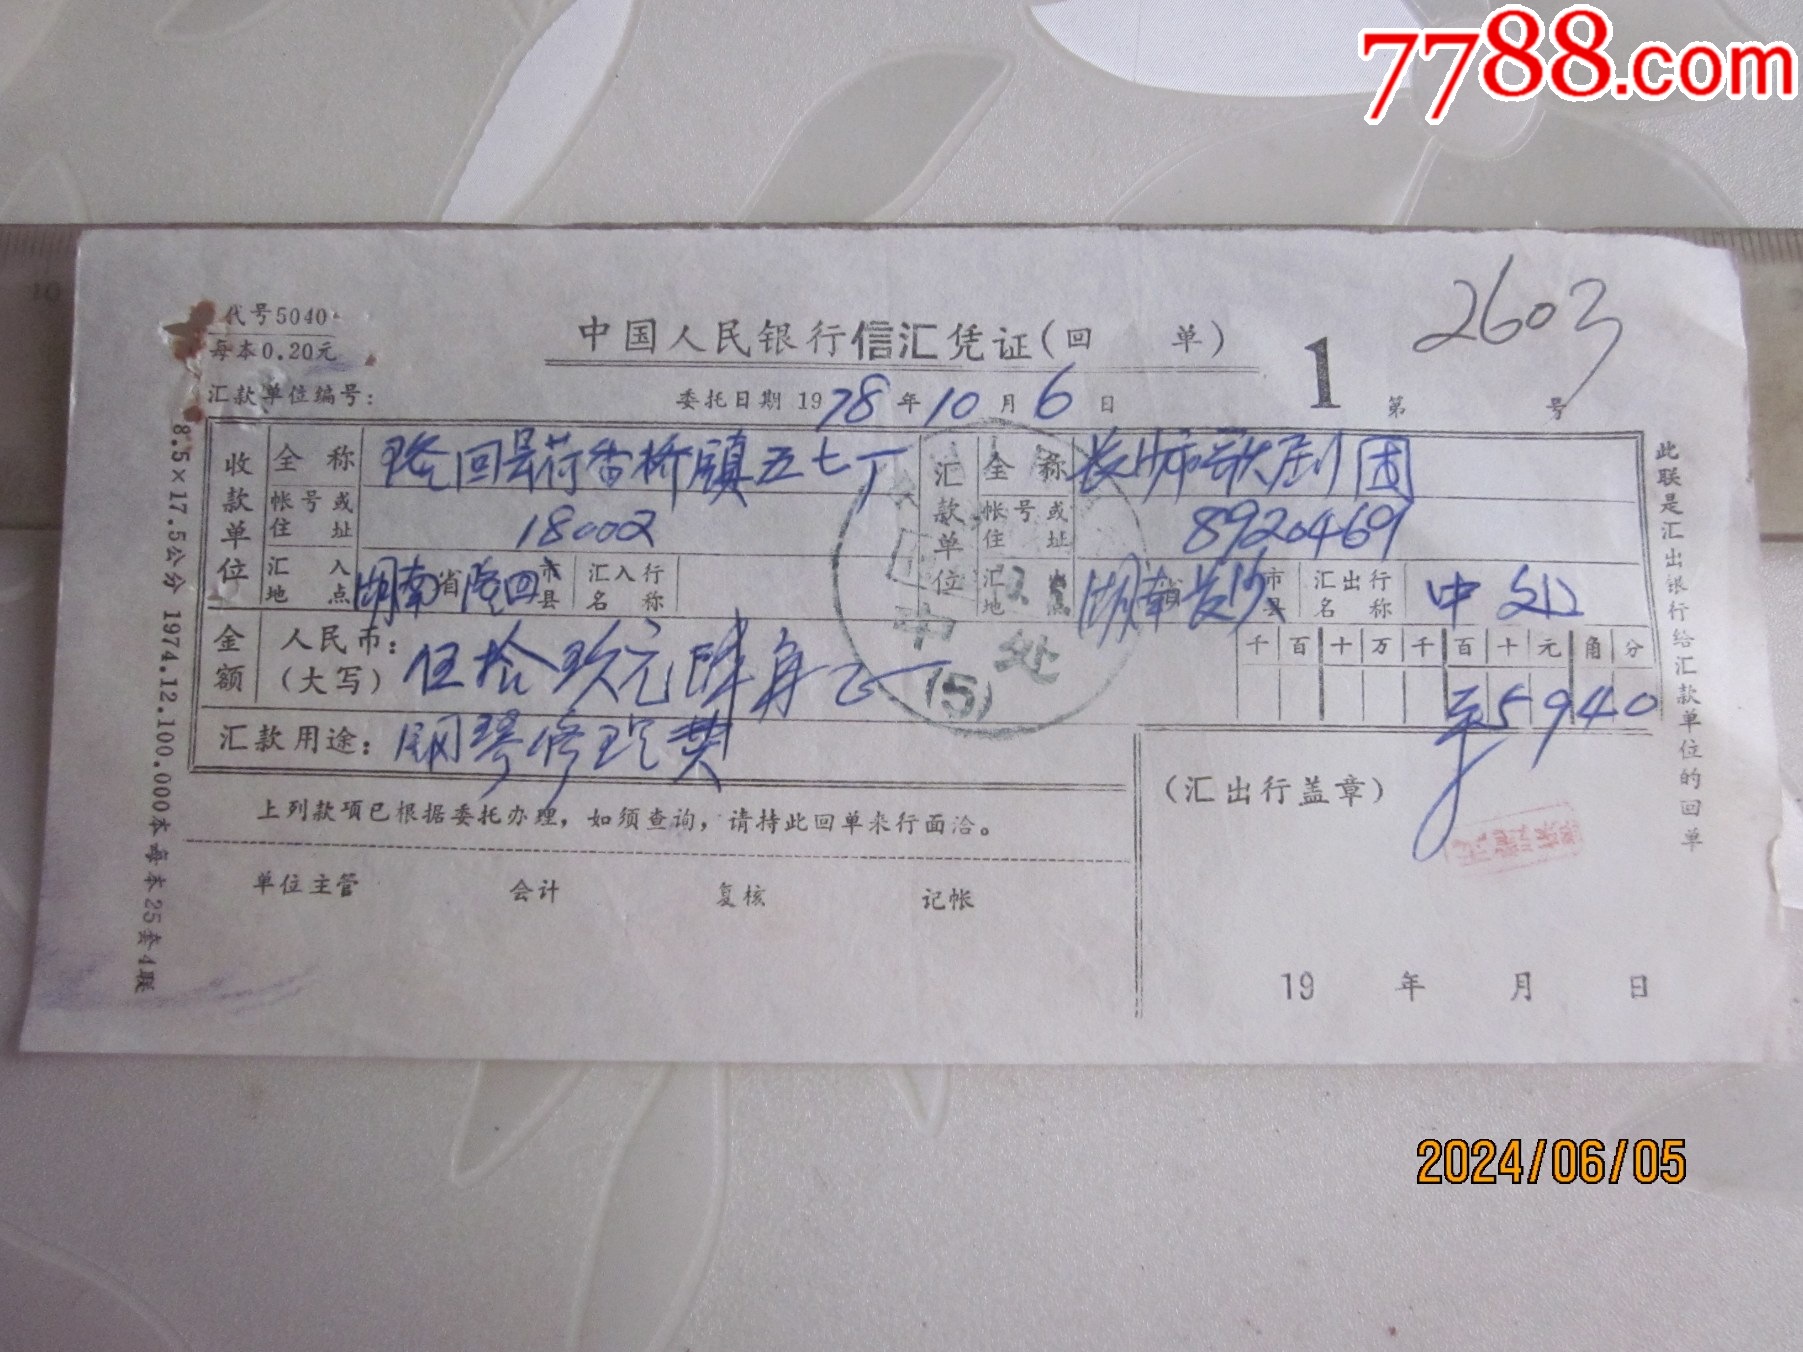 7788.com
代号5040
每本0.20元
中国人民银行信汇凭证(回 单)
1
第 2603 号
汇款单位编号:
委托日期 1978年10月6日
收款单位 全称 隆回县荷香桥镇五七厂 汇款单位 全称 长沙市歌剧团
帐号或住址 18002 帐号或住址 8920469
汇入地点 湖南省隆回市县 汇入行名称 汇出地点 湖南省长沙市县 汇出行名称 中处
金额 人民币:(大写) 伍拾玖元肆角正
千百十万千百十元角分
¥5940
汇款用途: 钢琴修理费
中处
(5)
上列款项已根据委托办理,如须查询,请持此回单来行面洽。
(汇出行盖章)
单位主管 会计 复核 记帐
19 年 月 日
8.5×17.5公分 1974.12.100.000本每本25套4联
此联是汇出银行给汇款单位的回单
2024/06/05